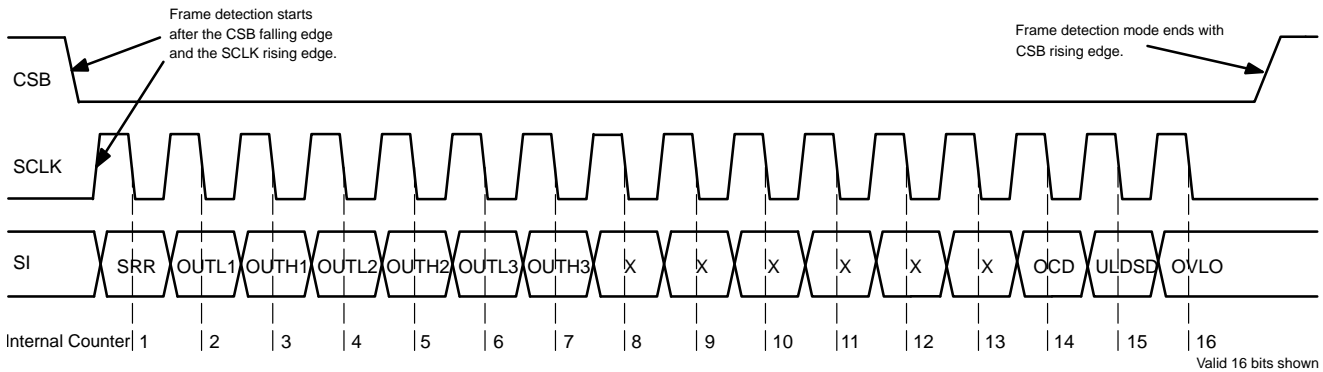 Frame detection starts
after the CSB falling edge
and the SCLK rising edge.
Frame detection mode ends with
CSB rising edge.
CSB
SCLK
SI SRR OUTL1 OUTH1 OUTL2 OUTH2 OUTL3 OUTH3 X X X X X X OCD ULDSD OVLO
Internal Counter 1 2 3 4 5 6 7 8 9 10 11 12 13 14 15 16
Valid 16 bits shown